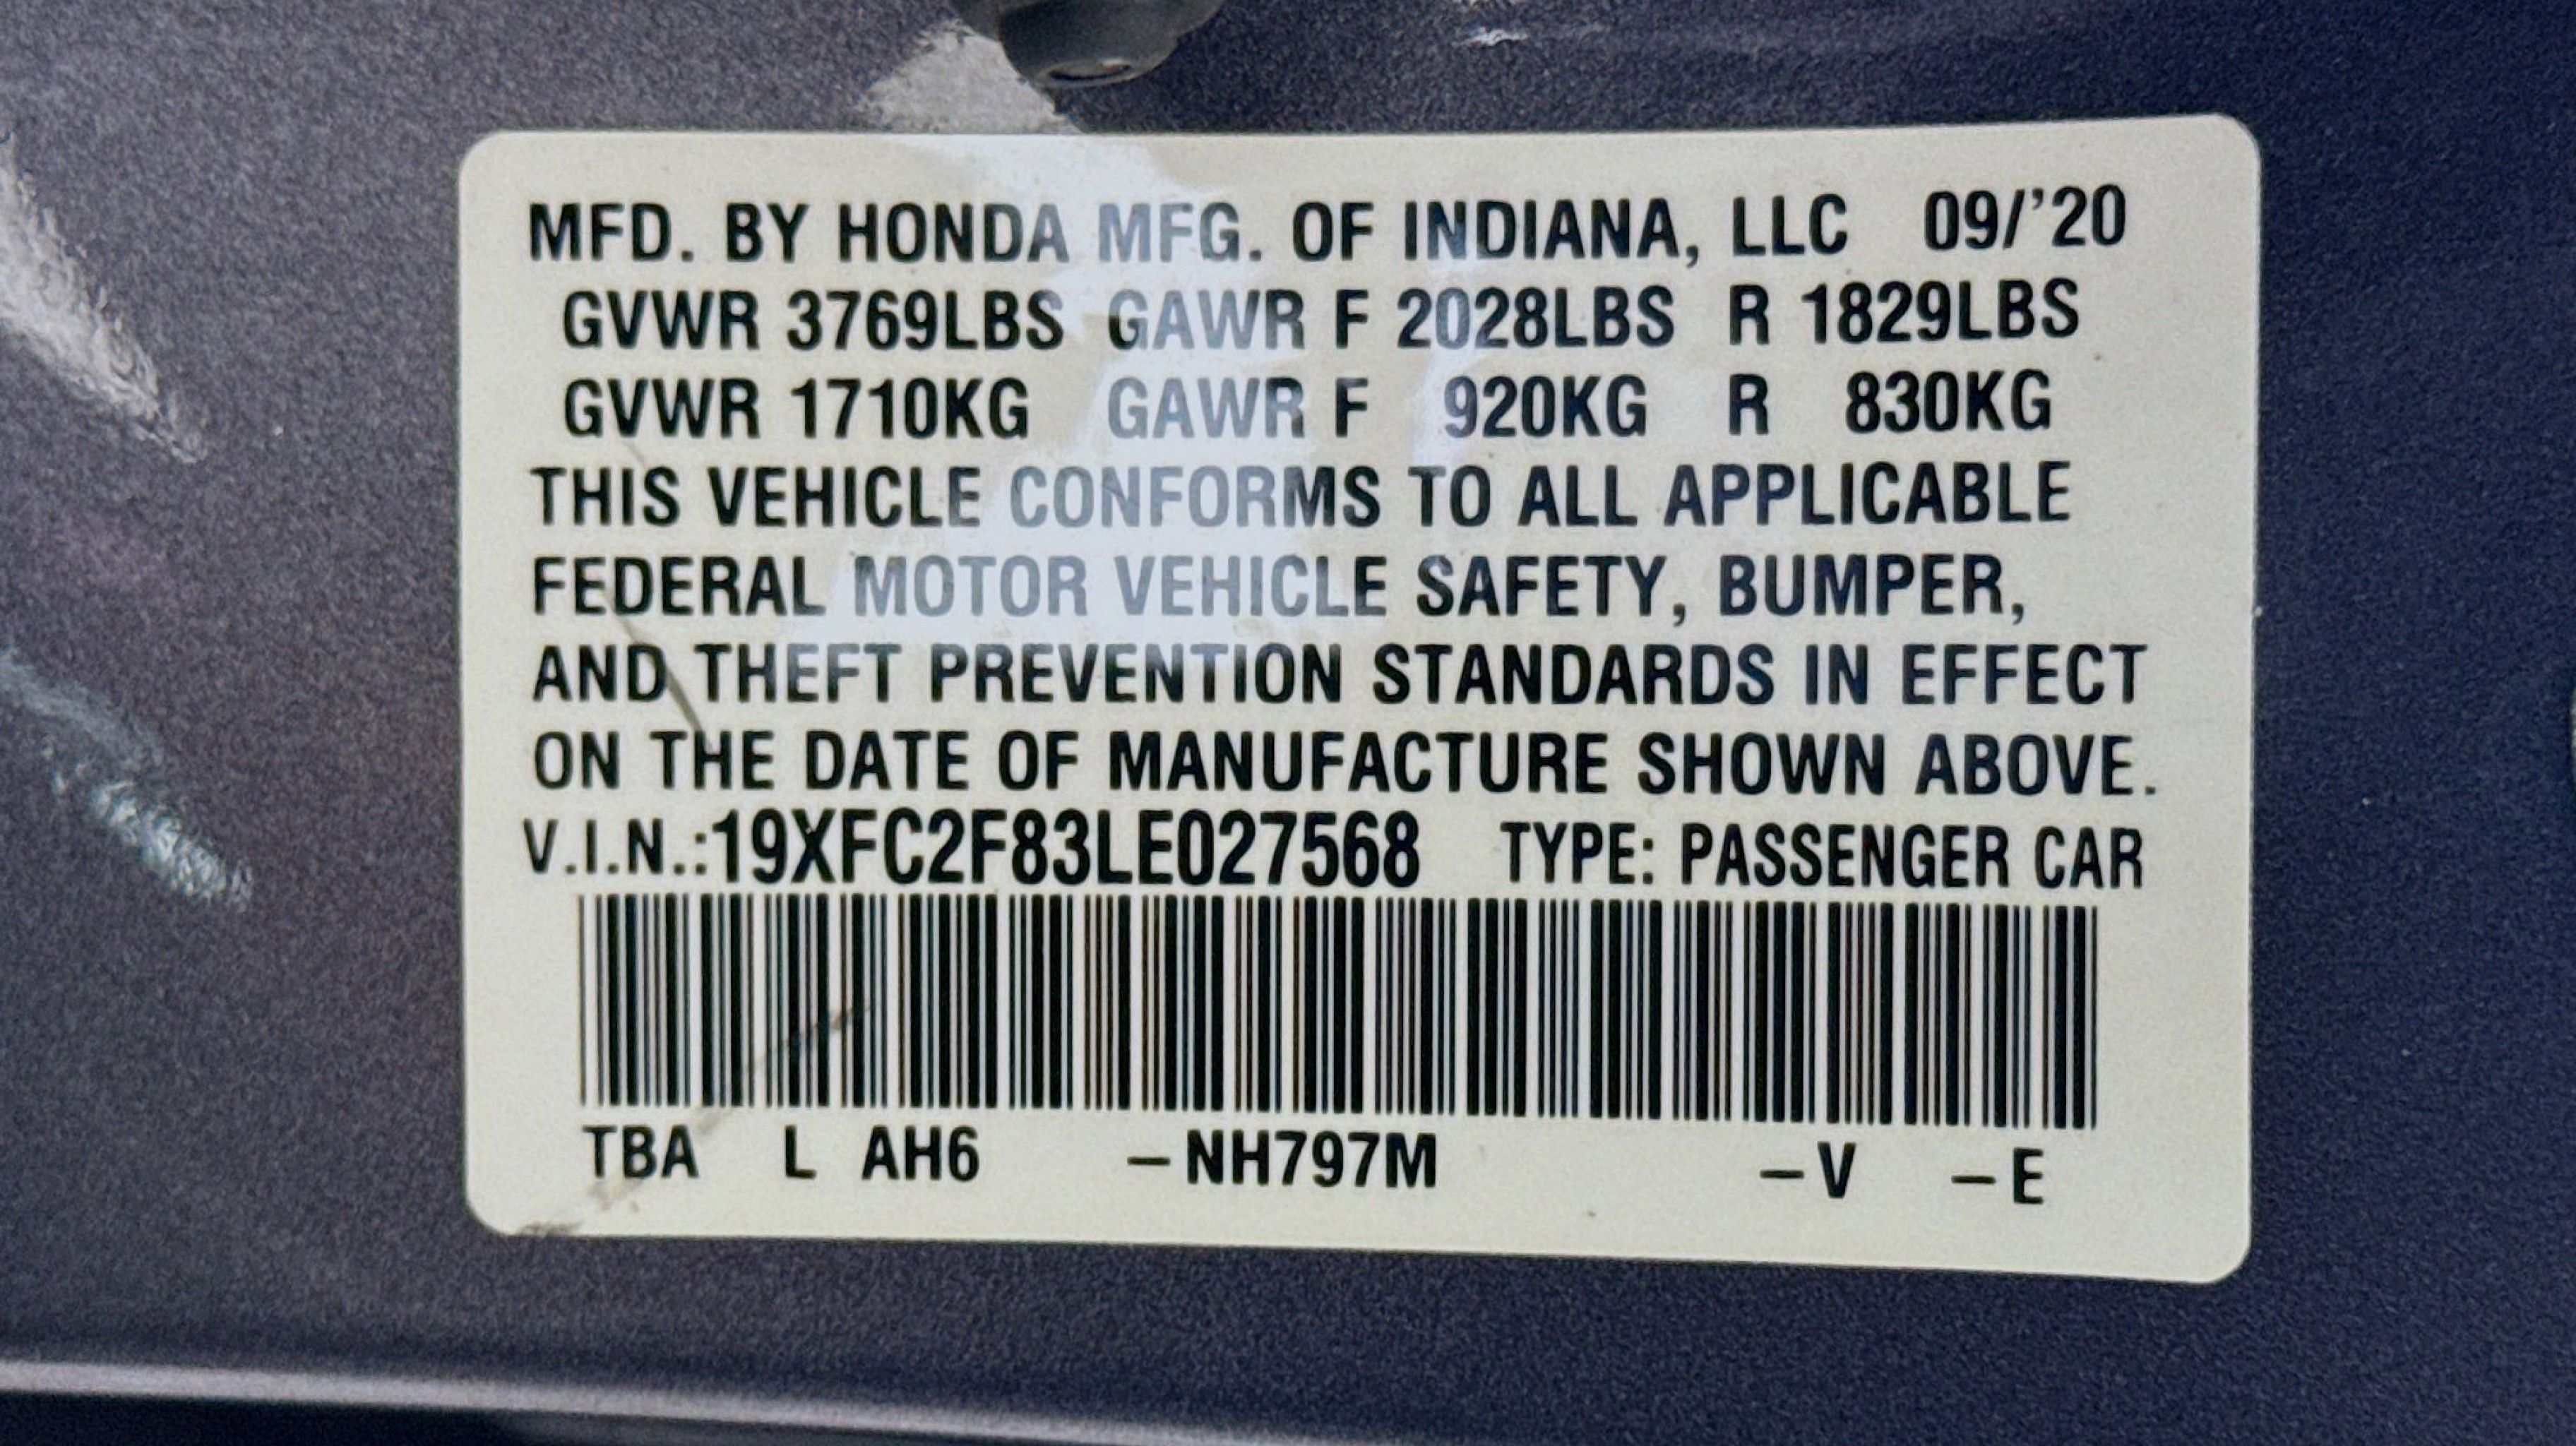 MFD. BY HONDA MFG. OF INDIANA, LLC 09/'20
GVWR 3769LBS GAWR F 2028LBS R 1829LBS
GVWR 1710KG GAWR F 920KG R 830KG
THIS VEHICLE CONFORMS TO ALL APPLICABLE
FEDERAL MOTOR VEHICLE SAFETY, BUMPER,
AND THEFT PREVENTION STANDARDS IN EFFECT
ON THE DATE OF MANUFACTURE SHOWN ABOVE.
V.I.N.:19XFC2F83LE027568 TYPE: PASSENGER CAR
TBA L AH6 –NH797M –V –E